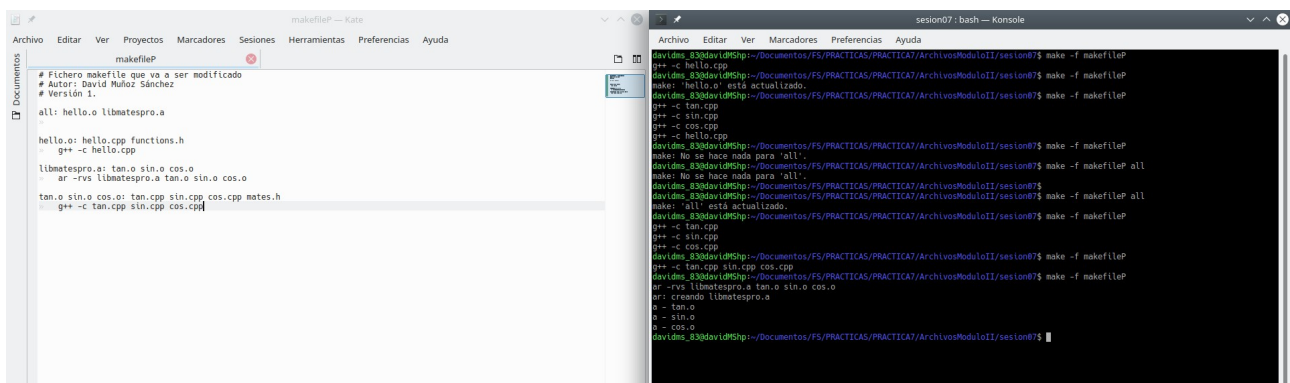 makefileP — Kate
Archivo Editar Ver Proyectos Marcadores Sesiones Herramientas Preferencias Ayuda
Documentos
makefileP
# Fichero makefile que va a ser modificado
# Autor: David Muñoz Sánchez
# Versión 1.
all: hello.o libmatespro.a
hello.o: hello.cpp functions.h
g++ -c hello.cpp
libmatespro.a: tan.o sin.o cos.o
ar -rvs libmatespro.a tan.o sin.o cos.o
tan.o sin.o cos.o: tan.cpp sin.cpp cos.cpp mates.h
g++ -c tan.cpp sin.cpp cos.cpp
sesion07 : bash — Konsole
Archivo Editar Ver Marcadores Preferencias Ayuda
davidms_83@davidMShp:~/Documentos/FS/PRACTICAS/PRACTICA7/ArchivosModuloII/sesion07$ make -f makefileP
g++ -c hello.cpp
davidms_83@davidMShp:~/Documentos/FS/PRACTICAS/PRACTICA7/ArchivosModuloII/sesion07$ make -f makefileP
make: 'hello.o' está actualizado.
davidms_83@davidMShp:~/Documentos/FS/PRACTICAS/PRACTICA7/ArchivosModuloII/sesion07$ make -f makefileP
g++ -c tan.cpp
g++ -c sin.cpp
g++ -c cos.cpp
g++ -c hello.cpp
davidms_83@davidMShp:~/Documentos/FS/PRACTICAS/PRACTICA7/ArchivosModuloII/sesion07$ make -f makefileP
make: No se hace nada para 'all'.
davidms_83@davidMShp:~/Documentos/FS/PRACTICAS/PRACTICA7/ArchivosModuloII/sesion07$ make -f makefileP all
make: No se hace nada para 'all'.
davidms_83@davidMShp:~/Documentos/FS/PRACTICAS/PRACTICA7/ArchivosModuloII/sesion07$
davidms_83@davidMShp:~/Documentos/FS/PRACTICAS/PRACTICA7/ArchivosModuloII/sesion07$ make -f makefileP all
make: 'all' está actualizado.
davidms_83@davidMShp:~/Documentos/FS/PRACTICAS/PRACTICA7/ArchivosModuloII/sesion07$ make -f makefileP
g++ -c tan.cpp
g++ -c sin.cpp
g++ -c cos.cpp
davidms_83@davidMShp:~/Documentos/FS/PRACTICAS/PRACTICA7/ArchivosModuloII/sesion07$ make -f makefileP
g++ -c tan.cpp sin.cpp cos.cpp
davidms_83@davidMShp:~/Documentos/FS/PRACTICAS/PRACTICA7/ArchivosModuloII/sesion07$ make -f makefileP
ar -rvs libmatespro.a tan.o sin.o cos.o
ar: creando libmatespro.a
a - tan.o
a - sin.o
a - cos.o
davidms_83@davidMShp:~/Documentos/FS/PRACTICAS/PRACTICA7/ArchivosModuloII/sesion07$